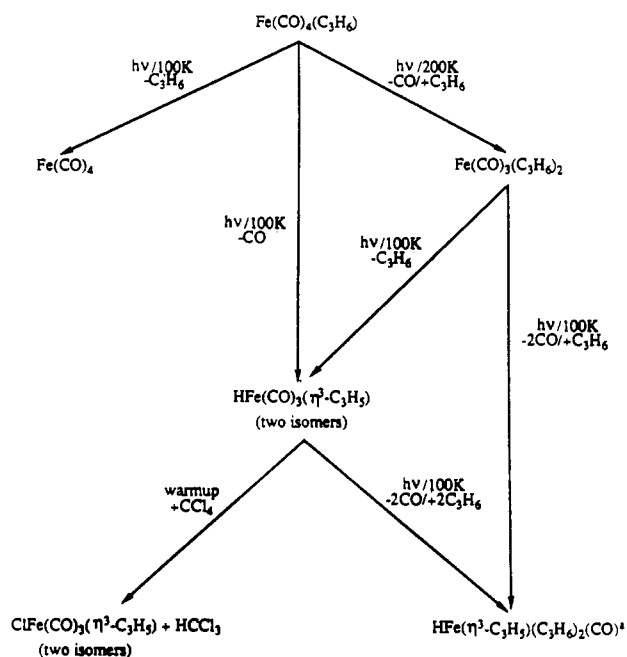 Fe(CO)₄(C₃H₆)
hν/100K
-C₃H₆
hν/200K
-CO/+C₃H₆
Fe(CO)₄
Fe(CO)₃(C₃H₆)₂
hν/100K
-CO
hν/100K
-C₃H₆
hν/100K
-2CO/+C₃H₆
HFe(CO)₃(η³-C₃H₅)
(two isomers)
warmup
+CCl₄
hν/100K
-2CO/+2C₃H₆
ClFe(CO)₃(η³-C₃H₅) + HCCl₃
(two isomers)
HFe(η³-C₃H₅)(C₃H₆)₂(CO)ᵃ